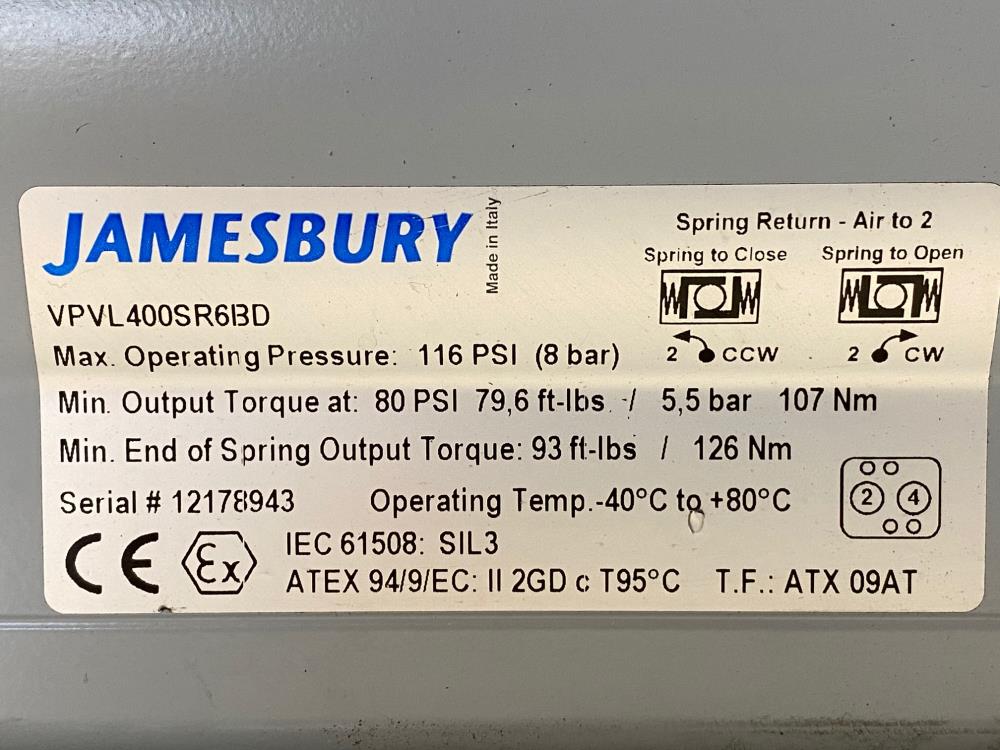 JAMESBURY
Made in Italy
VPVL400SR6BD
Max. Operating Pressure: 116 PSI (8 bar)
Spring Return - Air to 2
Spring to Close
Spring to Open
2 CCW
2 CW
Min. Output Torque at: 80 PSI 79,6 ft-lbs / 5,5 bar 107 Nm
Min. End of Spring Output Torque: 93 ft-lbs / 126 Nm
Serial # 12178943
Operating Temp.-40°C to +80°C
2 4
CE Ex
IEC 61508: SIL3
ATEX 94/9/EC: II 2GD c T95°C T.F.: ATX 09AT